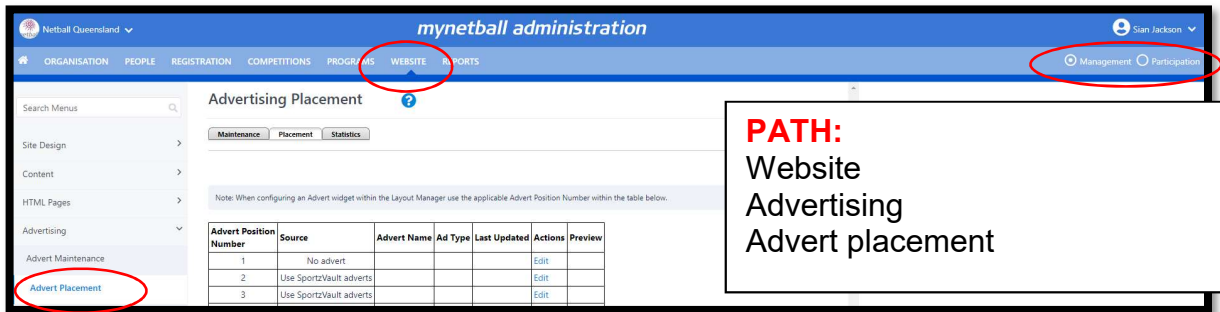 Netball Queensland
mynetball administration
Sian Jackson
ORGANISATION PEOPLE REGISTRATION COMPETITIONS PROGRAMS WEBSITE REPORTS
Management Participation
Search Menus
Site Design
Content
HTML Pages
Advertising
Advert Maintenance
Advert Placement
Advertising Placement ?
Maintenance Placement Statistics
Note: When configuring an Advert widget within the Layout Manager use the applicable Advert Position Number within the table below.
Advert Position Number Source Advert Name Ad Type Last Updated Actions Preview
1 No advert Edit
2 Use SportzVault adverts Edit
3 Use SportzVault adverts Edit
PATH:
Website
Advertising
Advert placement